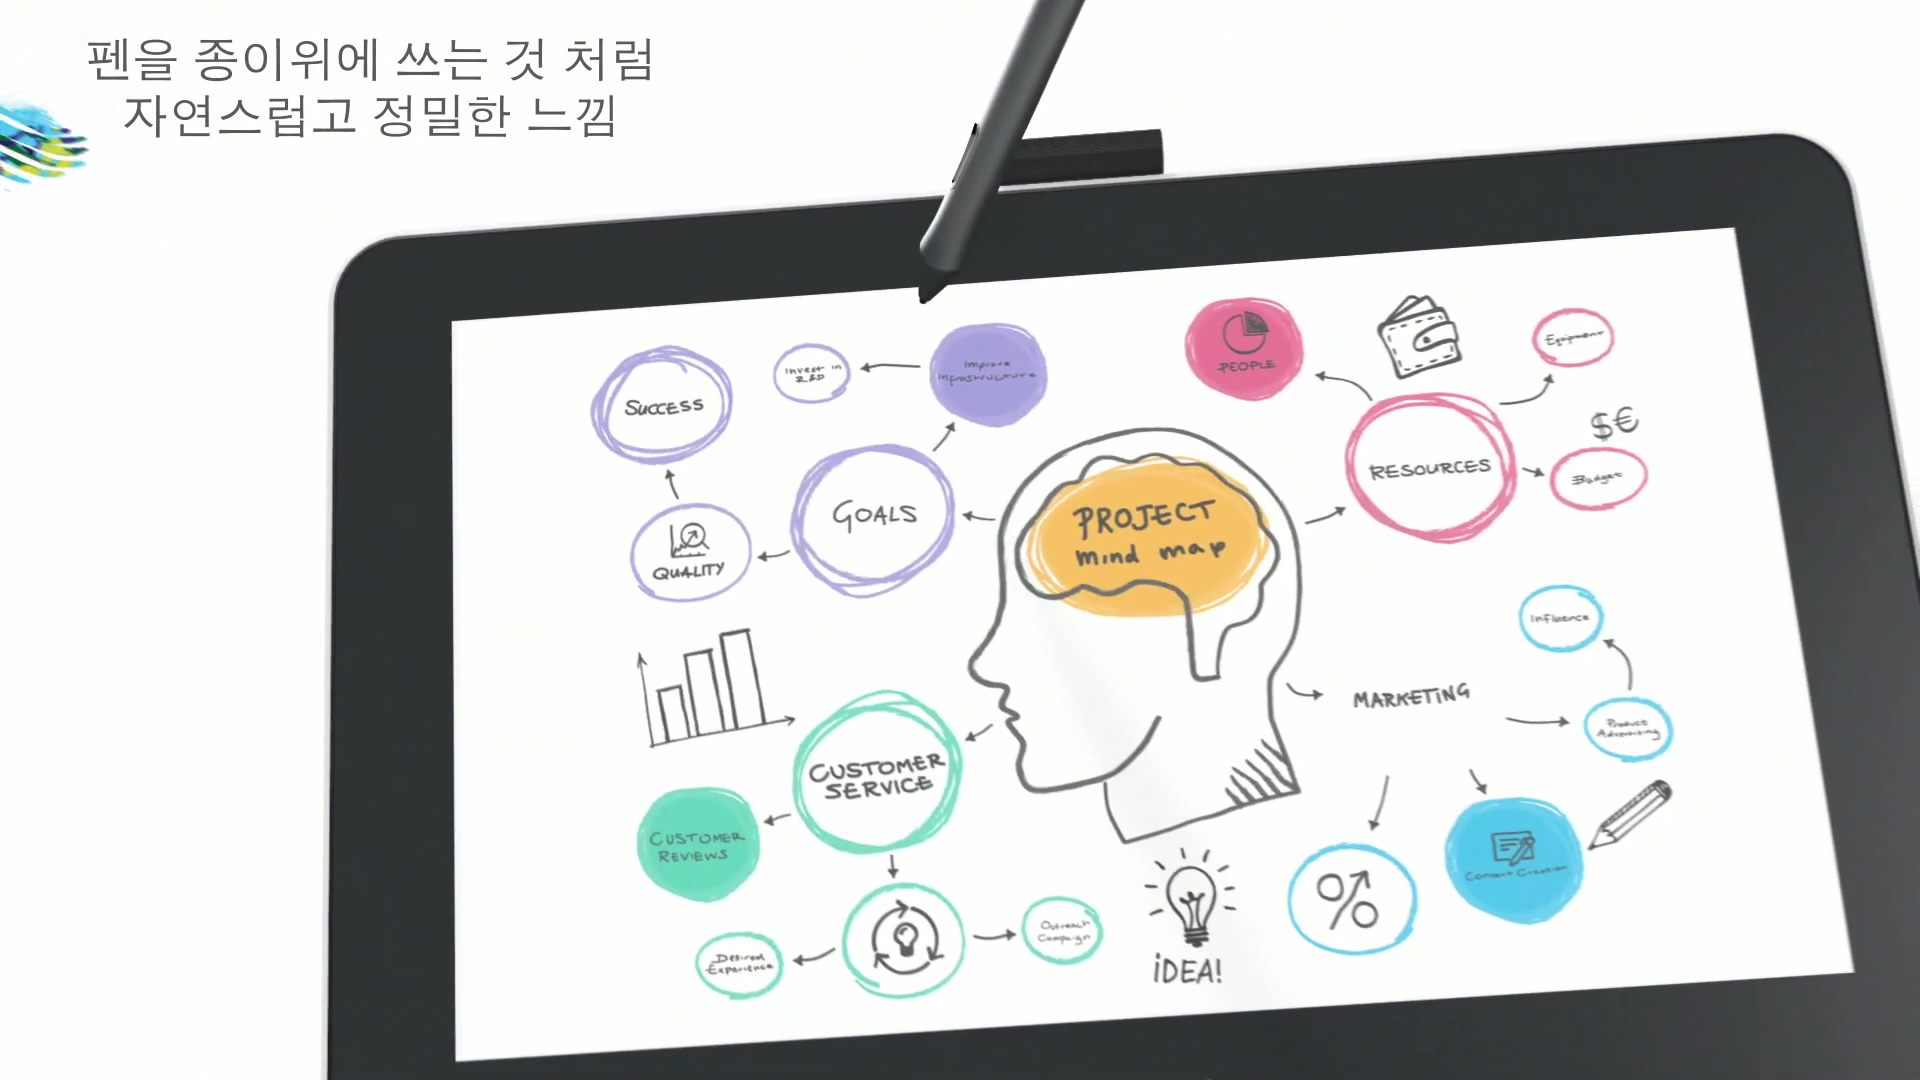 펜을 종이위에 쓰는 것 처럼
자연스럽고 정밀한 느낌
SUCCESS
Invest in
R&D
Improve
Infrastructure
PEOPLE
Equipment
$€
RESOURCES
Budget
GOALS
PROJECT
mind map
QUALITY
Influence
MARKETING
Product
Advertising
CUSTOMER
SERVICE
CUSTOMER
REVIEWS
Content Creation
%
Desired
Experience
Outreach
Campaign
iDEA!